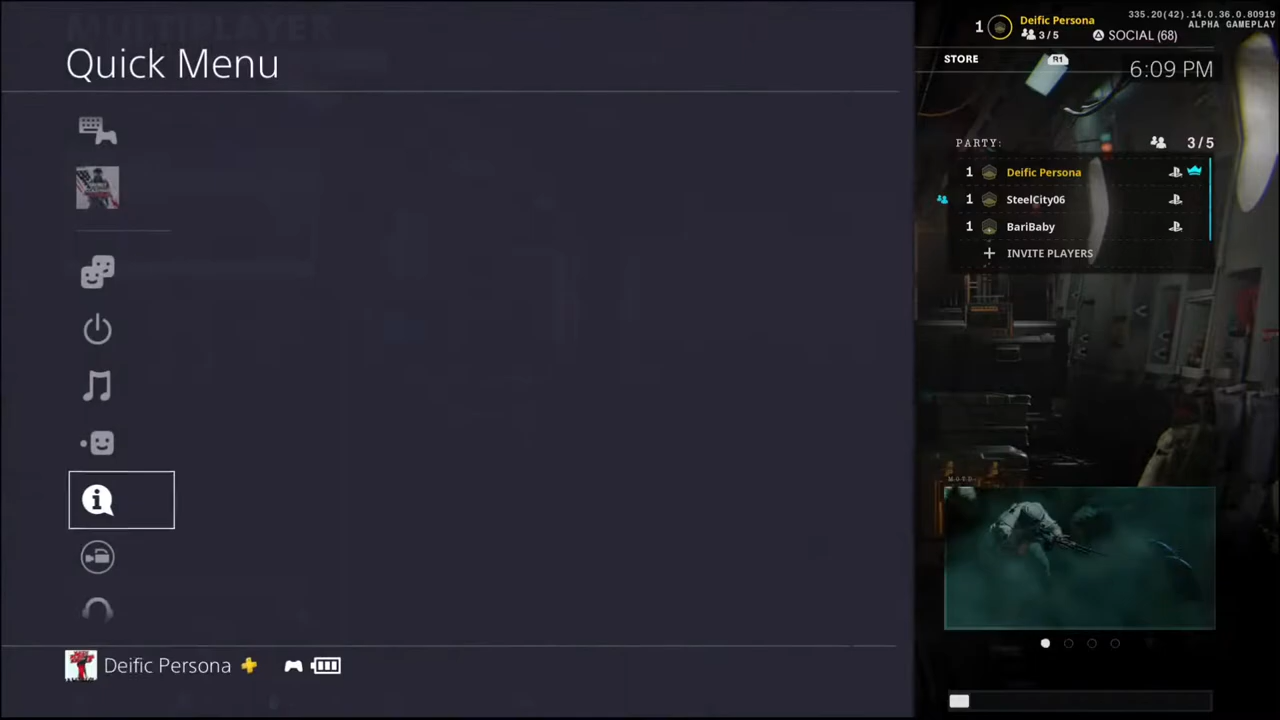 MULTIPLAYER
Quick Menu
1 Deific Persona
3 / 5
SOCIAL (68)
335.20(42).14.0.36.0.80919
ALPHA GAMEPLAY
STORE
R1
6:09 PM
PARTY:
3 / 5
1 Deific Persona
1 SteelCity06
1 BariBaby
INVITE PLAYERS
MOTD
Deific Persona